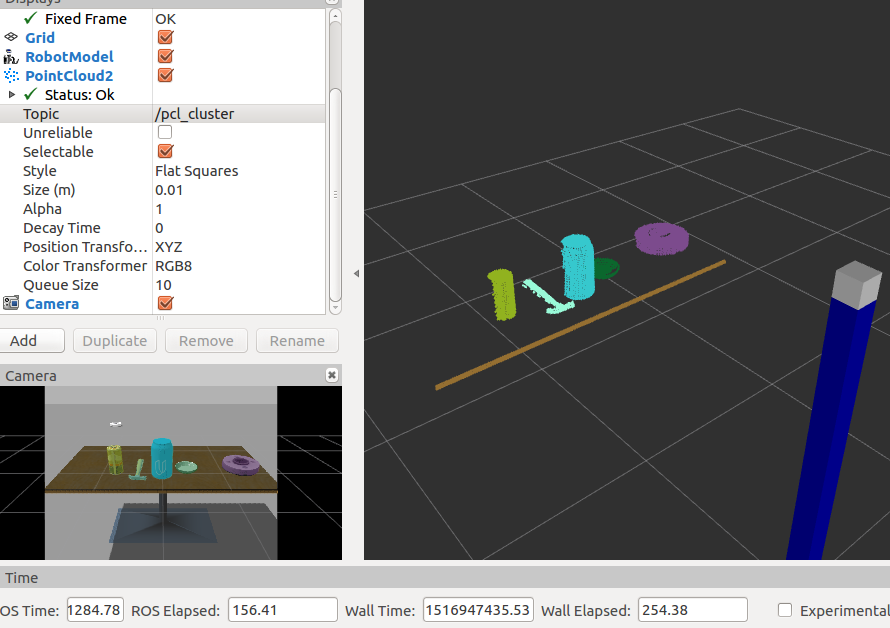 Displays
Fixed Frame OK
Grid
RobotModel
PointCloud2
Status: Ok
Topic /pcl_cluster
Unreliable
Selectable
Style Flat Squares
Size (m) 0.01
Alpha 1
Decay Time 0
Position Transfo... XYZ
Color Transformer RGB8
Queue Size 10
Camera
Add Duplicate Remove Rename
Camera
Time
OS Time: 1284.78 ROS Elapsed: 156.41 Wall Time: 1516947435.53 Wall Elapsed: 254.38 Experimental